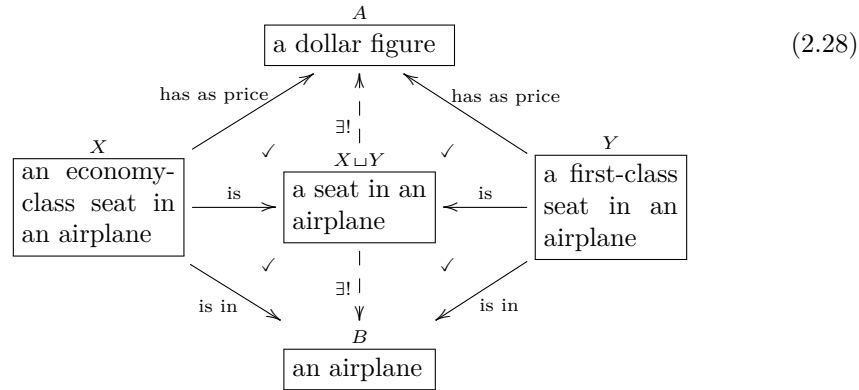 A
a dollar figure
(2.28)
has as price
has as price
∃!
✓
✓
X
X⊔Y
Y
an economy-
class seat in
an airplane
is
a seat in an
airplane
is
a first-class
seat in an
airplane
✓
✓
∃!
is in
is in
B
an airplane